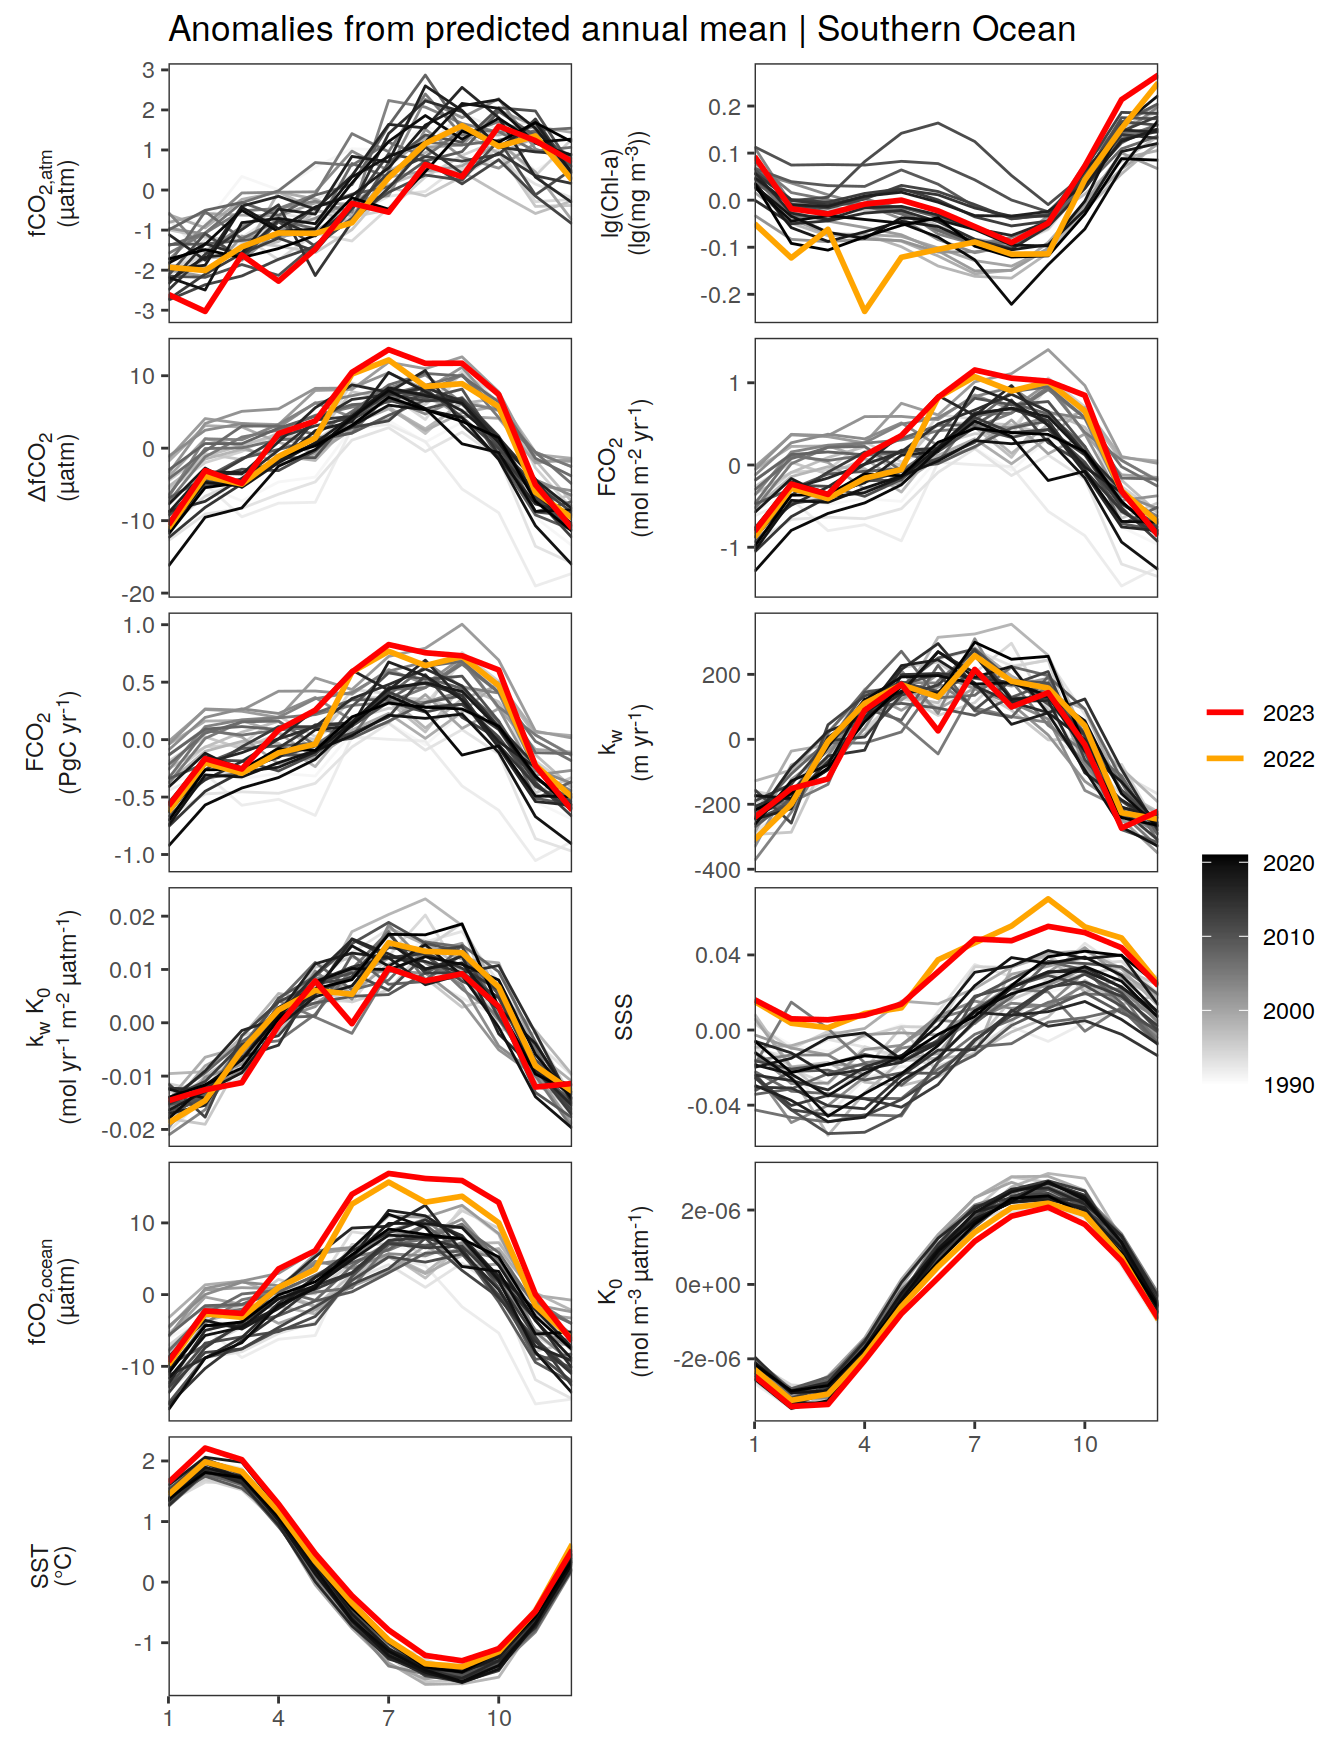 Anomalies from predicted annual mean | Southern Ocean
fCO2,atm
(µatm)
3
2
1
0
-1
-2
-3
lg(Chl-a)
(lg(mg m-3))
0.2
0.1
0.0
-0.1
-0.2
ΔfCO2
(µatm)
10
0
-10
-20
FCO2
(mol m-2 yr-1)
1
0
-1
FCO2
(PgC yr-1)
1.0
0.5
0.0
-0.5
-1.0
kw
(m yr-1)
200
0
-200
-400
kw K0
(mol yr-1 m-2 µatm-1)
0.02
0.01
0.00
-0.01
-0.02
SSS
0.04
0.00
-0.04
fCO2,ocean
(µatm)
10
0
-10
K0
(mol m-3 µatm-1)
2e-06
0e+00
-2e-06
1 4 7 10
SST
(°C)
2
1
0
-1
1 4 7 10
2023
2022
2020
2010
2000
1990